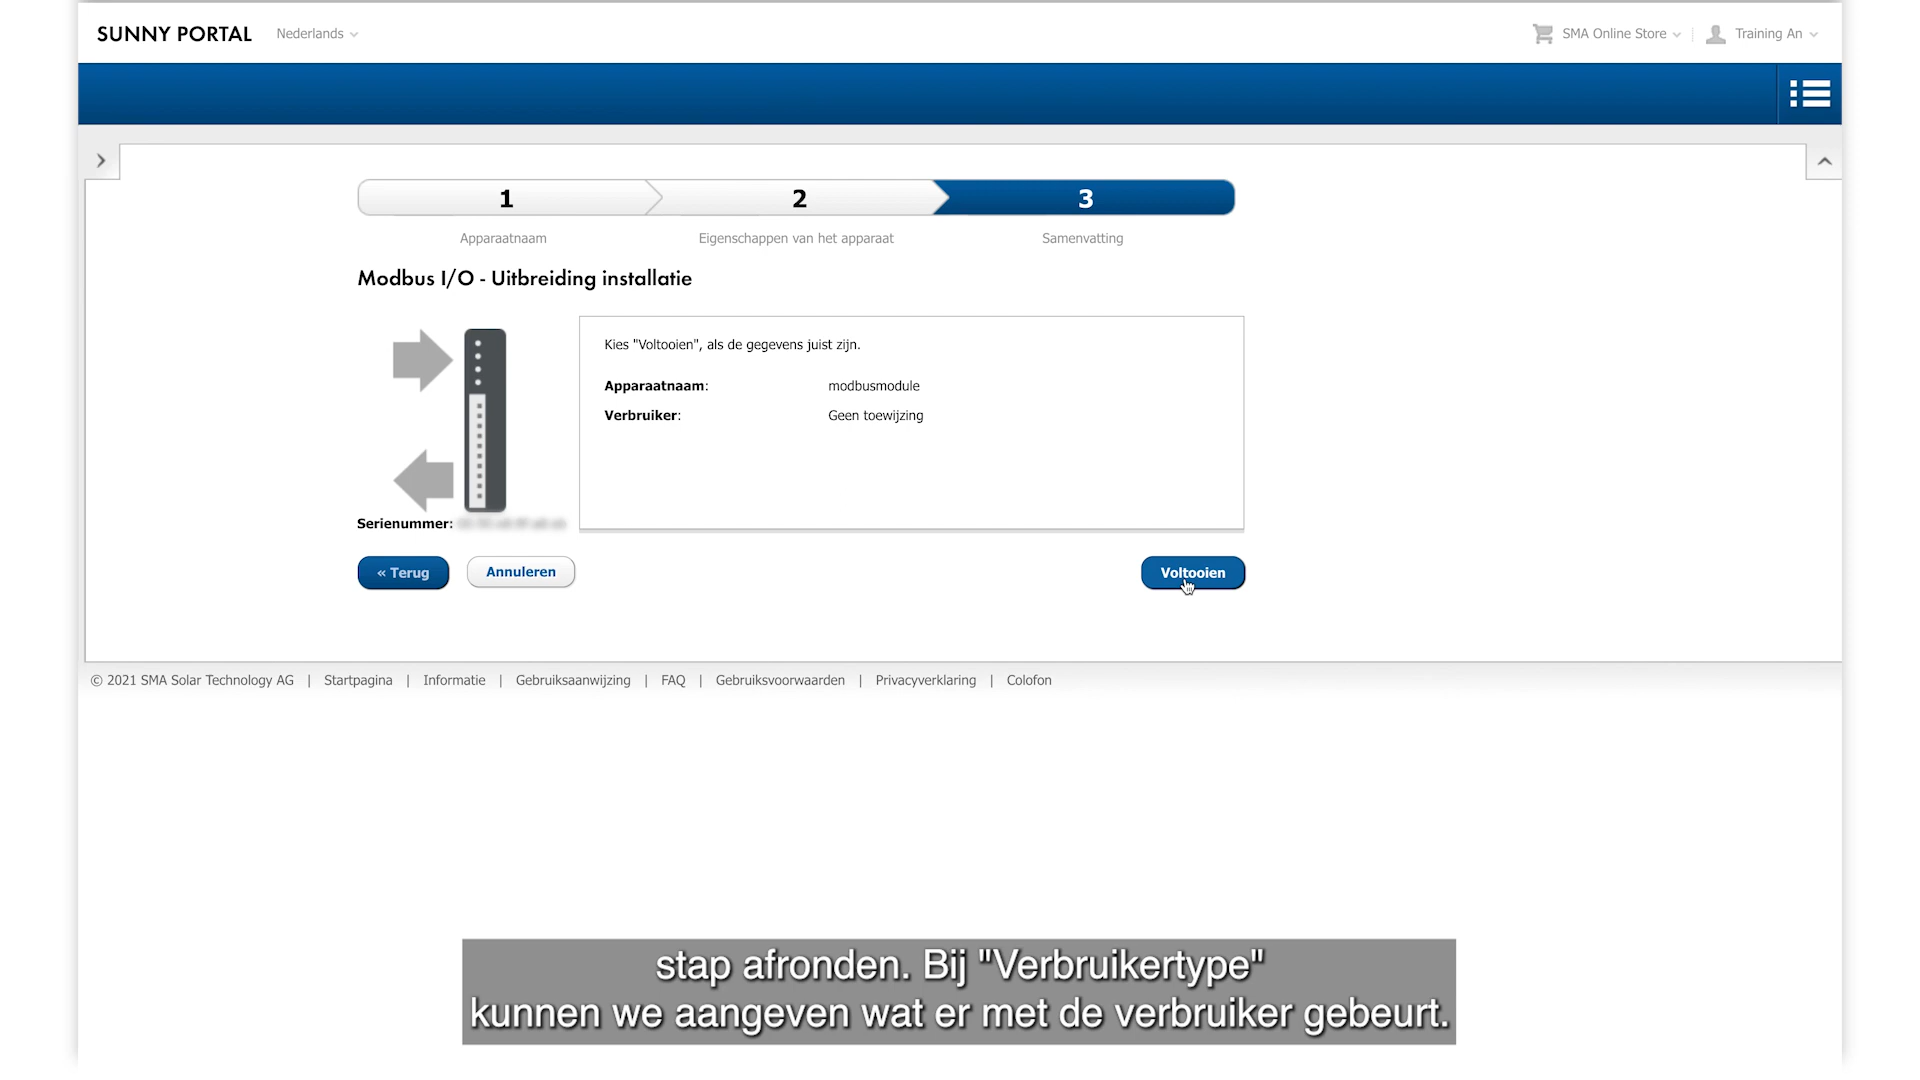 SUNNY PORTAL
Nederlands
SMA Online Store | Training An
1
2
3
Apparaatnaam
Eigenschappen van het apparaat
Samenvatting
Modbus I/O - Uitbreiding installatie
Kies "Voltooien", als de gegevens juist zijn.
Apparaatnaam: modbusmodule
Verbruiker: Geen toewijzing
Serienummer:
« Terug
Annuleren
Voltooien
© 2021 SMA Solar Technology AG | Startpagina | Informatie | Gebruiksaanwijzing | FAQ | Gebruiksvoorwaarden | Privacyverklaring | Colofon
stap afronden. Bij "Verbruikertype"
kunnen we aangeven wat er met de verbruiker gebeurt.